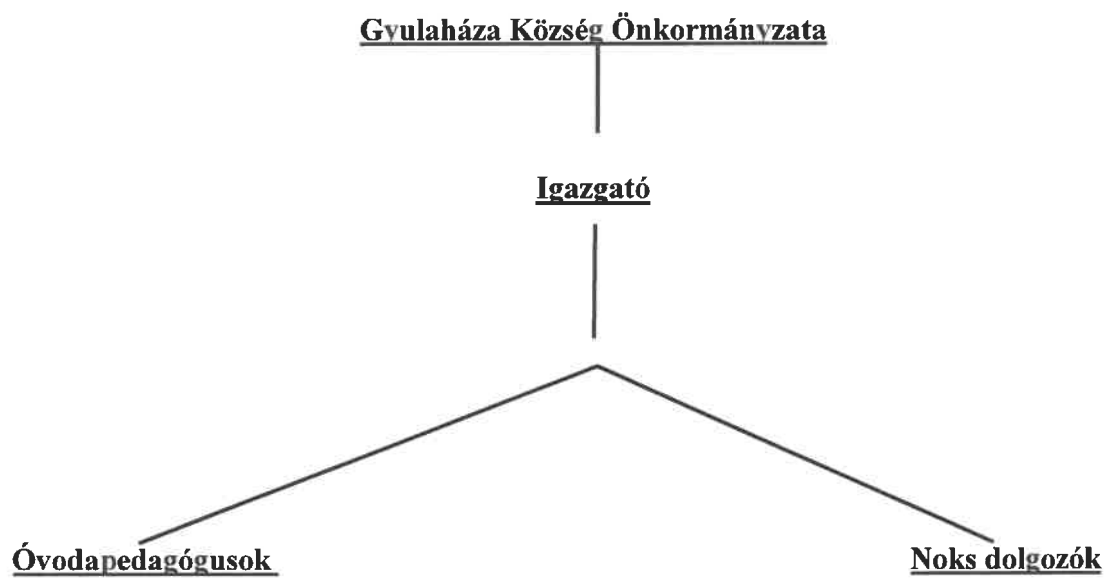 Gyulaháza Község Önkormányzata
Igazgató
Óvodapedagógusok
Noks dolgozók